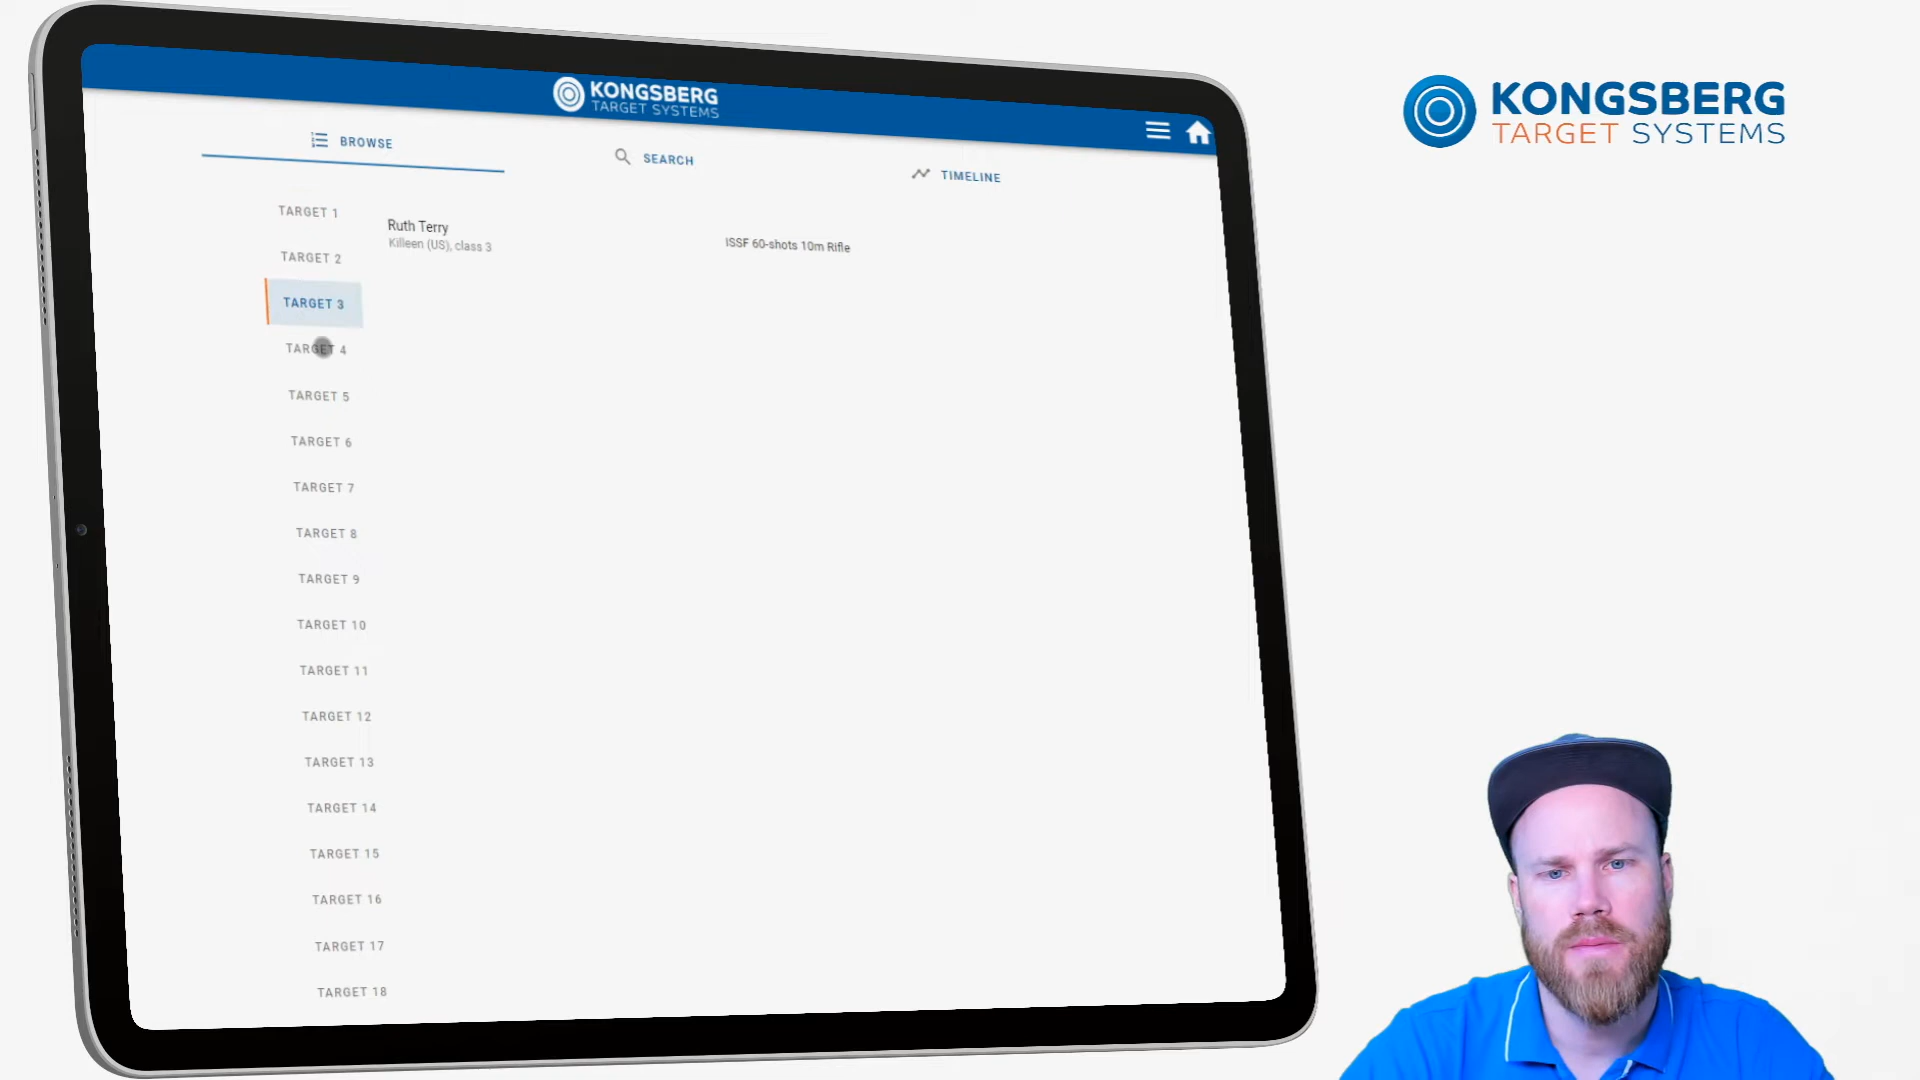 KONGSBERG
TARGET SYSTEMS
KONGSBERG
TARGET SYSTEMS
BROWSE
SEARCH
TIMELINE
TARGET 1
Ruth Terry
Killeen (US), class 3
ISSF 60-shots 10m Rifle
TARGET 2
TARGET 3
TARGET 4
TARGET 5
TARGET 6
TARGET 7
TARGET 8
TARGET 9
TARGET 10
TARGET 11
TARGET 12
TARGET 13
TARGET 14
TARGET 15
TARGET 16
TARGET 17
TARGET 18